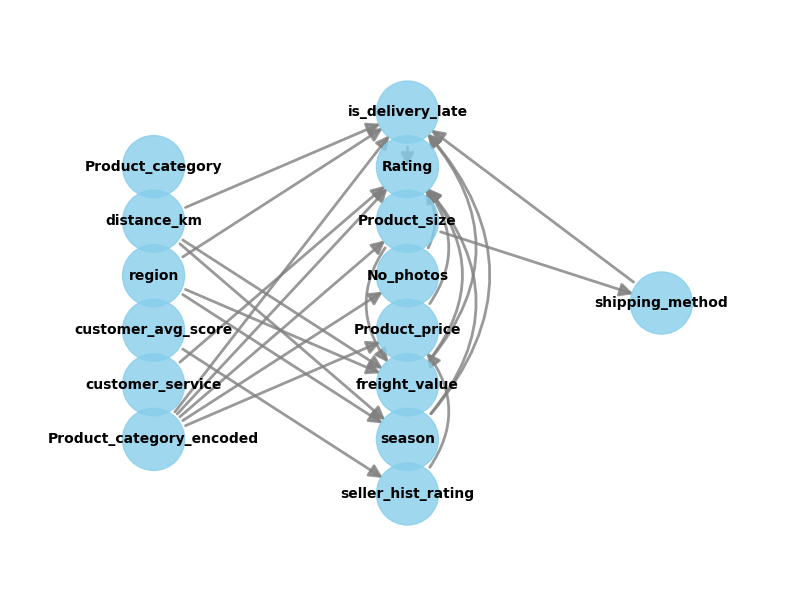 Product_category
distance_km
region
customer_avg_score
customer_service
Product_category_encoded
is_delivery_late
Rating
Product_size
No_photos
Product_price
freight_value
season
seller_hist_rating
shipping_method